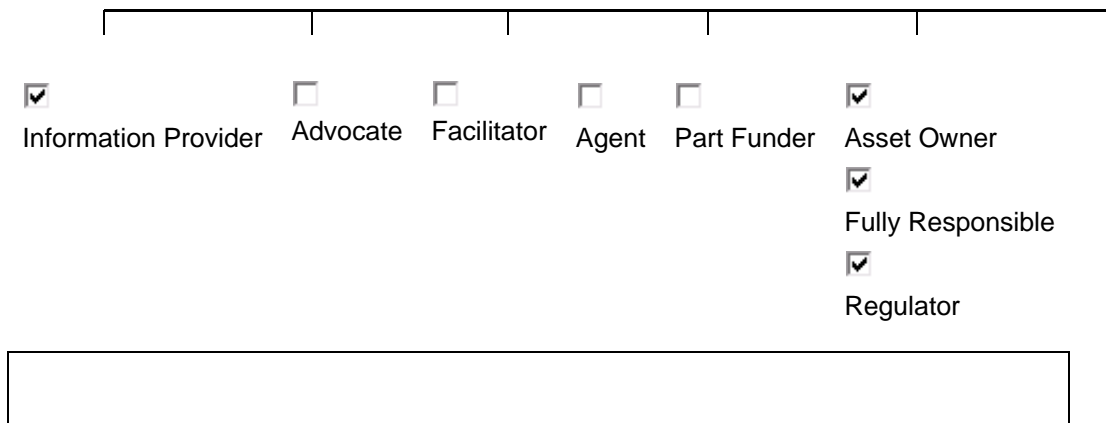 Information Provider
Advocate
Facilitator
Agent
Part Funder
Asset Owner
Fully Responsible
Regulator